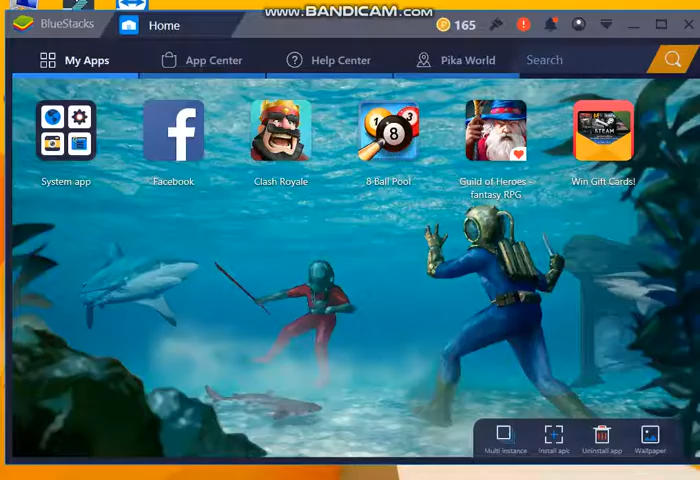 www.BANDICAM.com
BlueStacks
Home
165
My Apps
App Center
Help Center
Pika World
Search
System app
Facebook
Clash Royale
8 Ball Pool
Guild of Heroes -
fantasy RPG
Win Gift Cards!
STEAM
Multi instance
Install apk
Uninstall app
Wallpaper